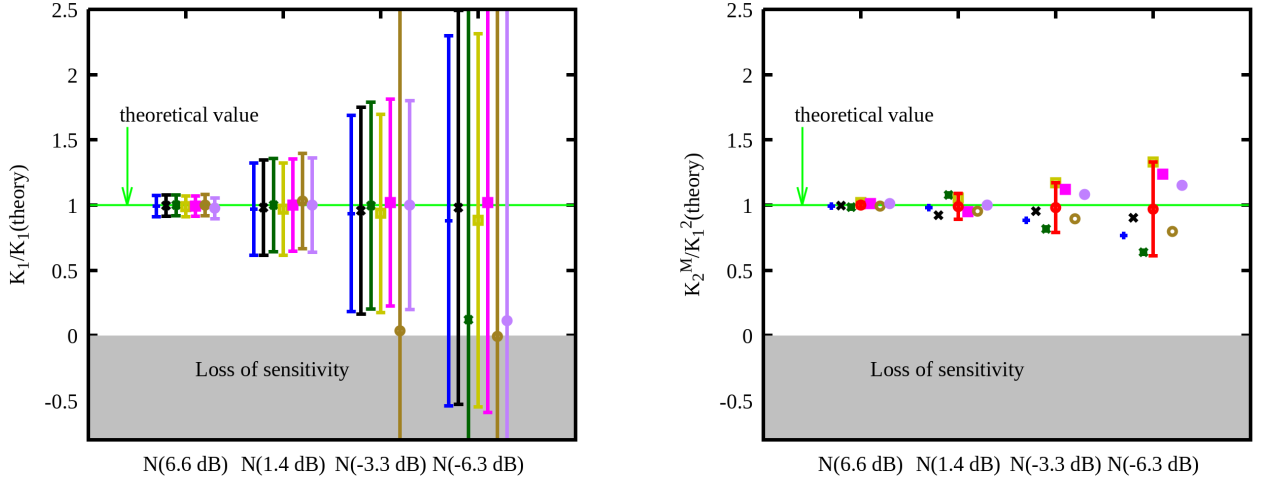 2.5
2
1.5
1
0.5
0
-0.5
K₁/K₁(theory)
theoretical value
Loss of sensitivity
N(6.6 dB) N(1.4 dB) N(-3.3 dB) N(-6.3 dB)
2.5
2
1.5
1
0.5
0
-0.5
K₂ᴹ/K₁²(theory)
theoretical value
Loss of sensitivity
N(6.6 dB) N(1.4 dB) N(-3.3 dB) N(-6.3 dB)